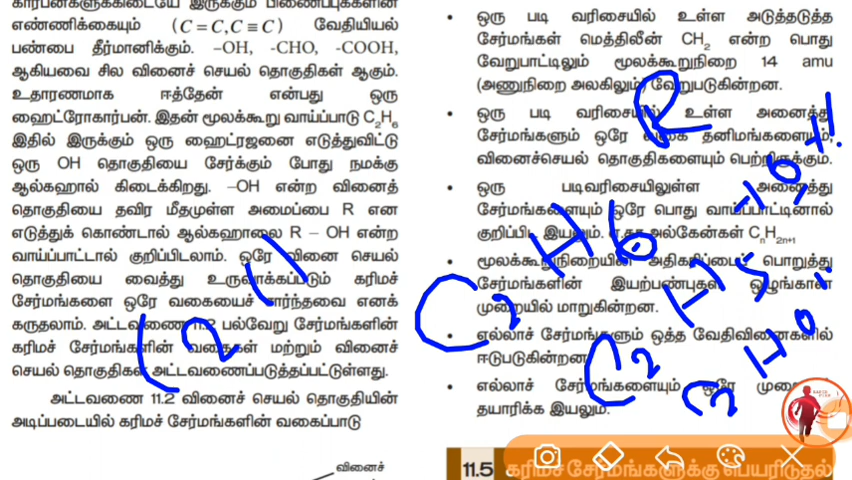 கார்பன்களுக்கிடையே இருக்கும் பிணைப்புகளின்
எண்ணிக்கையும் (C = C, C ≡ C) வேதியியல்
பண்பை தீர்மானிக்கும். –OH, -CHO, -COOH,
ஆகியவை சில வினைச் செயல் தொகுதிகள் ஆகும்.
உதாரணமாக ஈத்தேன் என்பது ஒரு
ஹைட்ரோகார்பன். இதன் மூலக்கூறு வாய்ப்பாடு C₂H₆
இதில் இருக்கும் ஒரு ஹைட்ரஜனை எடுத்துவிட்டு
ஒரு OH தொகுதியை சேர்க்கும் போது நமக்கு
ஆல்கஹால் கிடைக்கிறது. –OH என்ற வினைத்
தொகுதியை தவிர மீதமுள்ள அமைப்பை R என
எடுத்துக் கொண்டால் ஆல்கஹாலை R – OH என்ற
வாய்ப்பாட்டால் குறிப்பிடலாம். ஒரே வினை செயல்
தொகுதியை வைத்து உருவாக்கப்படும் கரிமச்
சேர்மங்களை ஒரே வகையைச் சார்ந்தவை எனக்
கருதலாம். அட்டவணை 11.2 பல்வேறு சேர்மங்களின்
கரிமச் சேர்மங்களின் வகைகள் மற்றும் வினைச்
செயல் தொகுதிகள் அட்டவணைப்படுத்தப்பட்டுள்ளது.
அட்டவணை 11.2 வினைச் செயல் தொகுதியின்
அடிப்படையில் கரிமச் சேர்மங்களின் வகைப்பாடு
வினைச்
• ஒரு படி வரிசையில் உள்ள அடுத்தடுத்த
சேர்மங்கள் மெத்திலீன் CH₂ என்ற பொது
வேறுபாட்டிலும் மூலக்கூறுநிறை 14 amu
(அணுநிறை அலகிலும்) வேறுபடுகின்றன.
• ஒரு படி வரிசையில் உள்ள அனைத்து
சேர்மங்களும் ஒரே வகை தனிமங்களையும்,
வினைச்செயல் தொகுதிகளையும் பெற்றிருக்கும்.
• ஒரு படிவரிசையிலுள்ள அனைத்து
சேர்மங்களையும் ஒரே பொது வாய்ப்பாட்டினால்
குறிப்பிட இயலும். எ.கா அல்கேன்கள் CₙH₂ₙ₊₁
• மூலக்கூறுநிறையின் அதிகரிப்பைப் பொறுத்து
சேர்மங்களின் இயற்பண்புகள் ஒழுங்கான
முறையில் மாறுகின்றன.
• எல்லாச் சேர்மங்களும் ஒத்த வேதிவினைகளில்
ஈடுபடுகின்றன
• எல்லாச் சேர்மங்களையும் ஒரே முறையில்
தயாரிக்க இயலும்.
11.5 கரிமச் சேர்மங்களுக்கு பெயரிடுதல்
R
C₂H₆
C₂H₅-OH